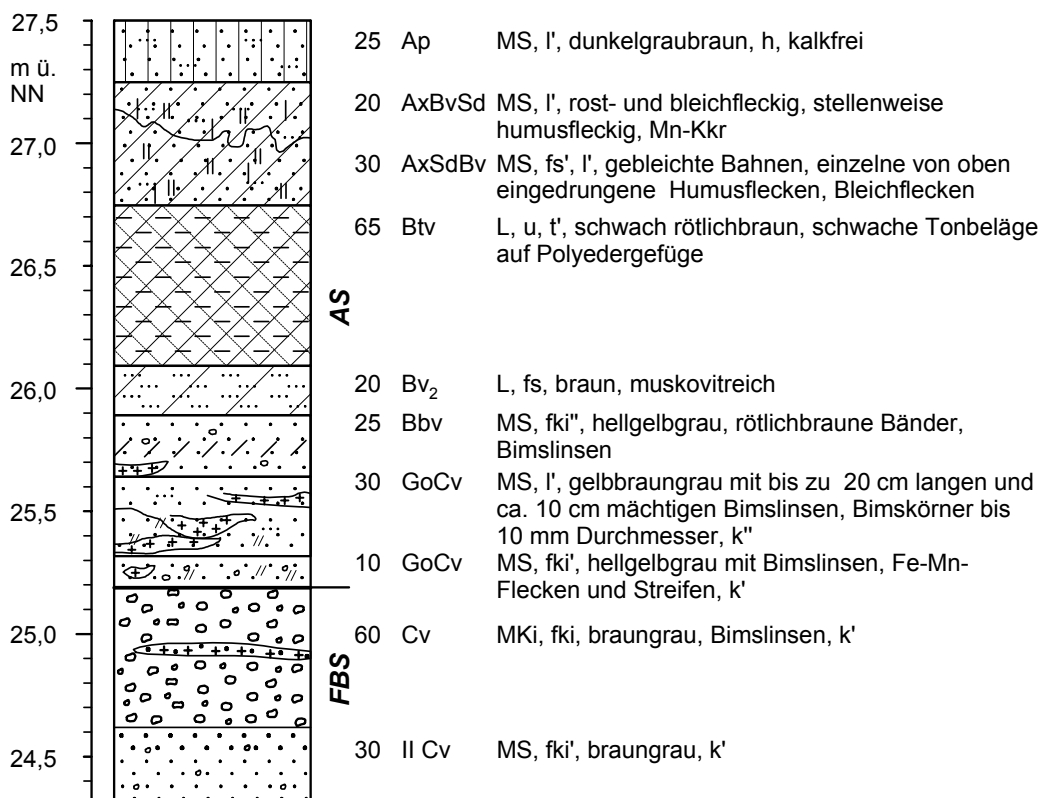 27,5
m ü.
NN
25 Ap MS, l', dunkelgraubraun, h, kalkfrei
20 AxBvSd MS, l', rost- und bleichfleckig, stellenweise
humusfleckig, Mn-Kkr
27,0
30 AxSdBv MS, fs', l', gebleichte Bahnen, einzelne von oben
eingedrungene Humusflecken, Bleichflecken
65 Btv L, u, t', schwach rötlichbraun, schwache Tonbeläge
auf Polyedergefüge
26,5
AS
26,0
20 Bv2 L, fs, braun, muskovitreich
25 Bbv MS, fki'', hellgelbgrau, rötlichbraune Bänder,
Bimslinsen
30 GoCv MS, l', gelbbraungrau mit bis zu 20 cm langen und
25,5
ca. 10 cm mächtigen Bimslinsen, Bimskörner bis
10 mm Durchmesser, k''
10 GoCv MS, fki', hellgelbgrau mit Bimslinsen, Fe-Mn-
Flecken und Streifen, k'
25,0
60 Cv MKi, fki, braungrau, Bimslinsen, k'
FBS
24,5
30 II Cv MS, fki', braungrau, k'